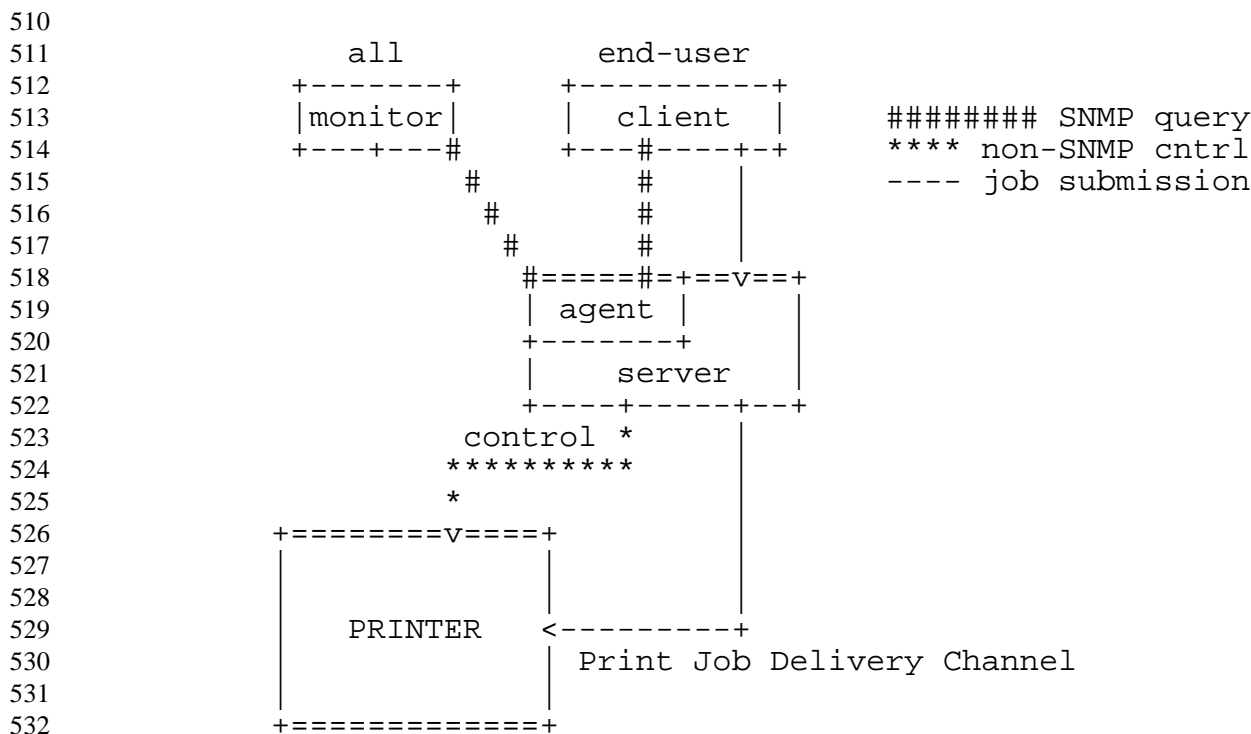 510
511                 all            end-user
512              +-------+      +----------+
513              |monitor|      |  client  |     ######## SNMP query
514              +---+---#      +---#----+-+     **** non-SNMP cntrl
515                       #         #    |       ---- job submission
516                        #        #    |
517                         #       #    |
518                          #=====#=+==v==+
519                          | agent |     |
520                          +-------+     |
521                          |    server   |
522                          +----+-----+--+
523                       control *     |
524                      **********     |
525                      *              |
526             +========v====+         |
527             |             |         |
528             |             |         |
529             |   PRINTER   <---------+
530             |             | Print Job Delivery Channel
531             |             |
532             +=============+